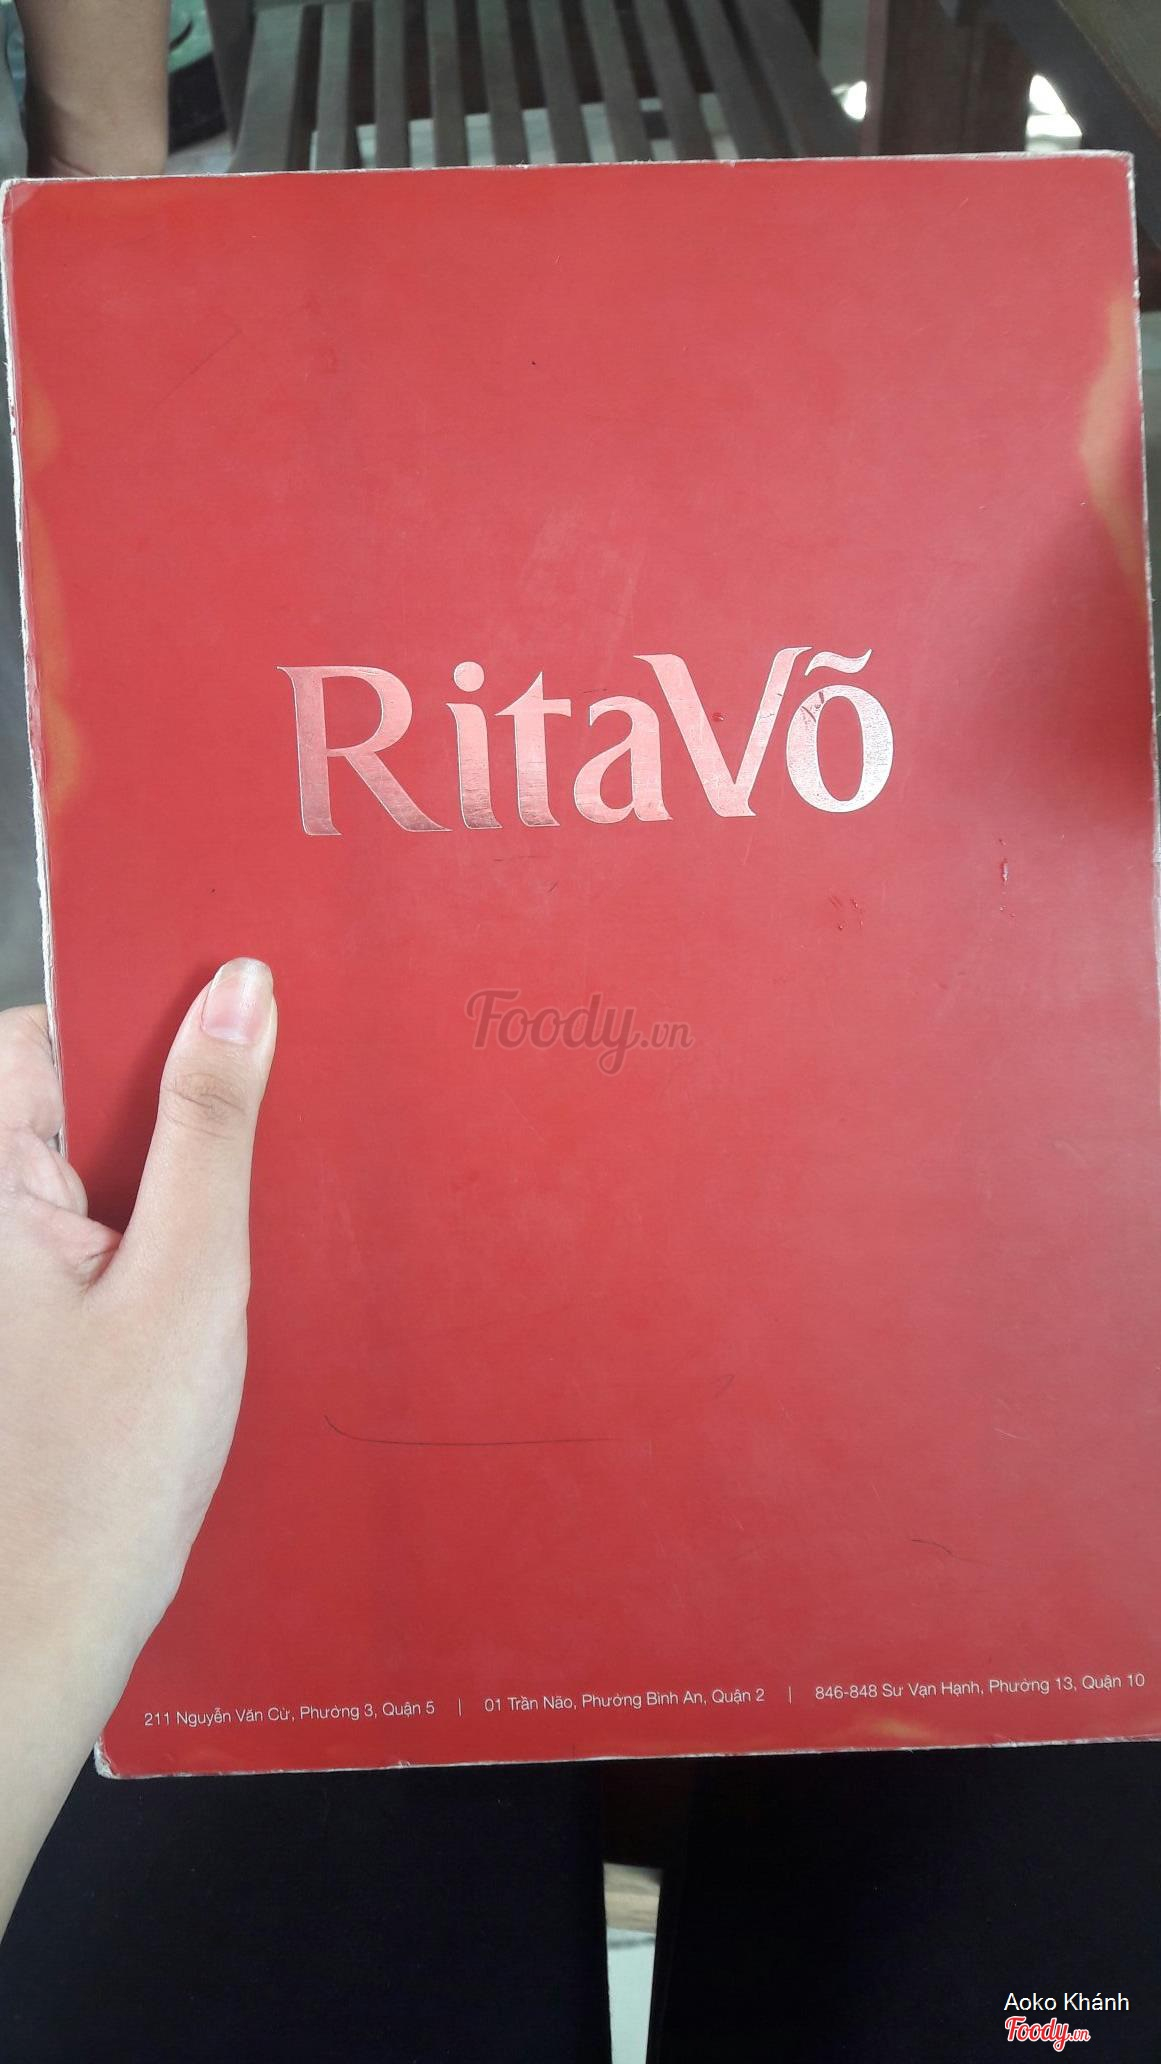 RitaVõ
Foody.vn
211 Nguyễn Văn Cừ, Phường 3, Quận 5 | 01 Trần Não, Phường Bình An, Quận 2 | 846-848 Sư Vạn Hạnh, Phường 13, Quận 10
Aoko Khánh
Foody.vn